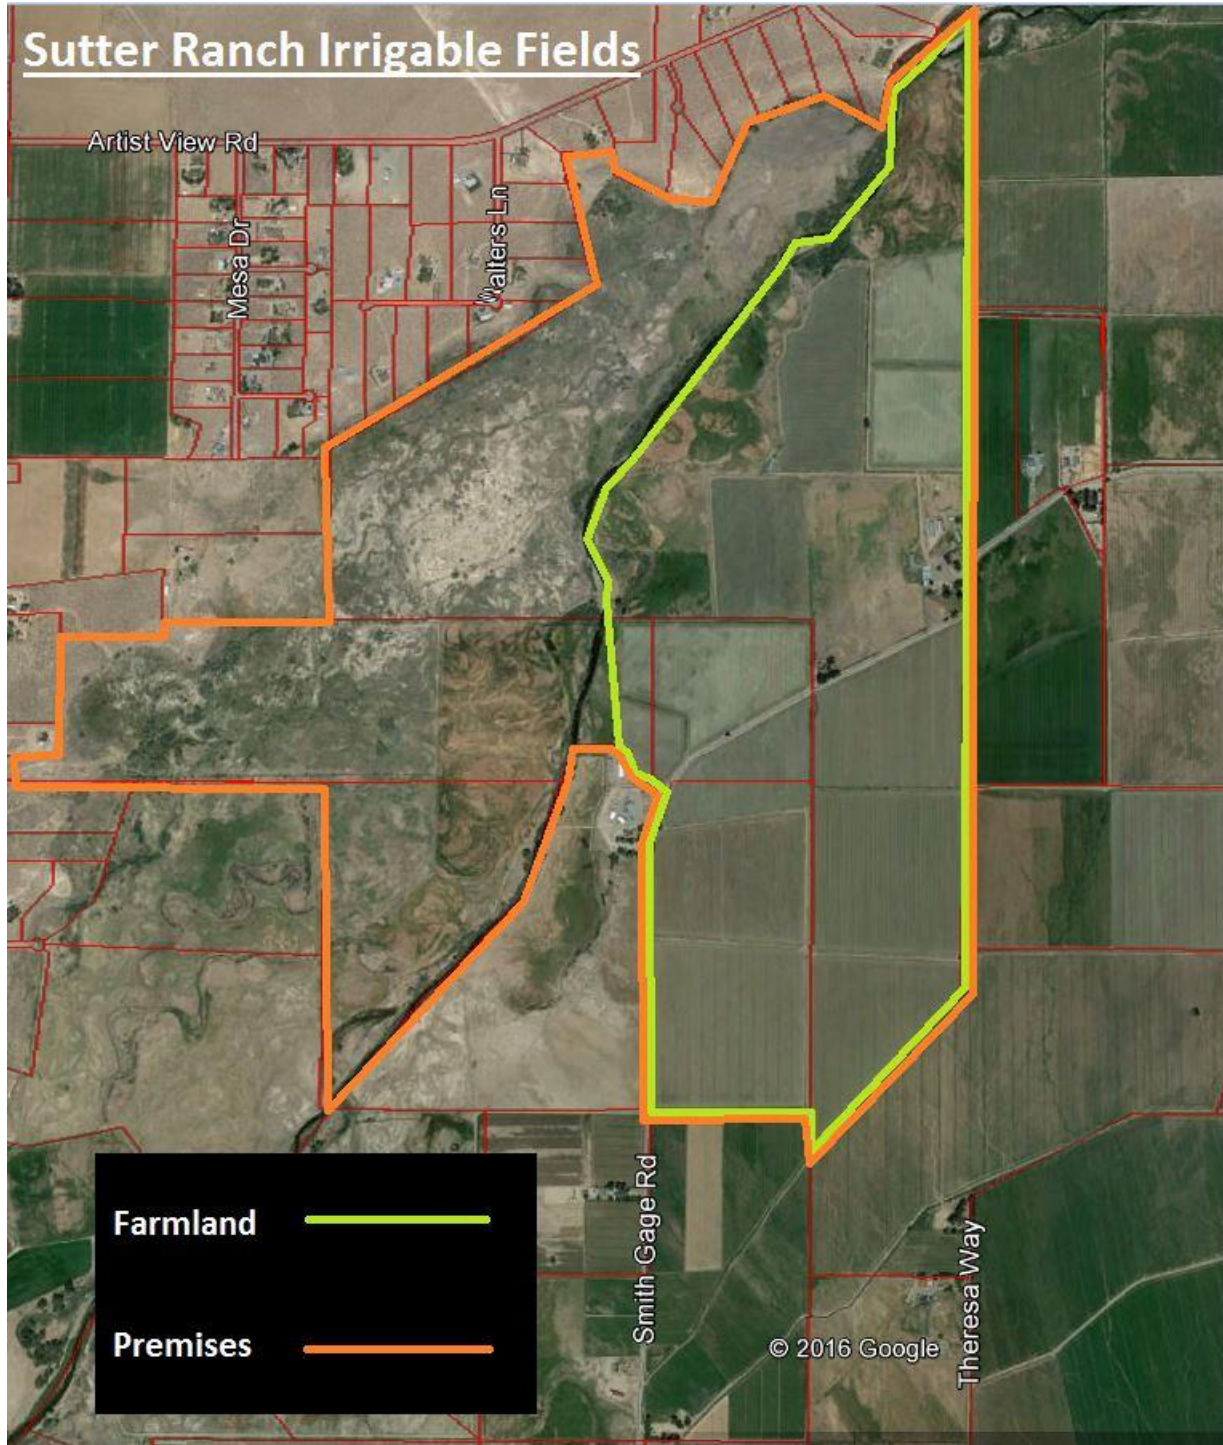 Sutter Ranch Irrigable Fields
Artist View Rd
Mesa Dr
Walters Ln
Farmland
Premises
Smith Gage Rd
© 2016 Google
Theresa Way